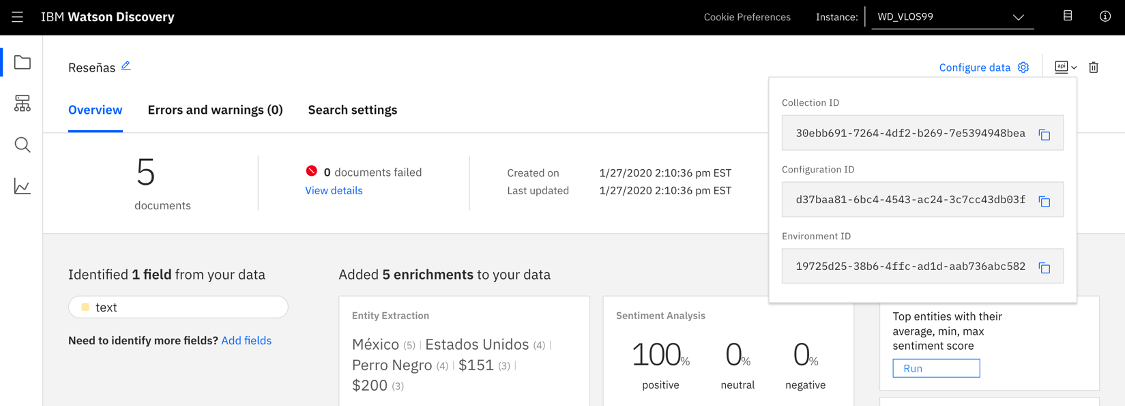 IBM Watson Discovery
Cookie Preferences
Instance:
WD_VLOS99
Reseñas
Configure data
API
Overview
Errors and warnings (0)
Search settings
Collection ID
30ebb691-7264-4df2-b269-7e5394948bea
Configuration ID
d37baa81-6bc4-4543-ac24-3c7cc43db03f
Environment ID
19725d25-38b6-4ffc-ad1d-aab736abc582
5
documents
0 documents failed
View details
Created on 1/27/2020 2:10:36 pm EST
Last updated 1/27/2020 2:10:36 pm EST
Identified 1 field from your data
text
Need to identify more fields? Add fields
Added 5 enrichments to your data
Entity Extraction
México (5) | Estados Unidos (4) |
Perro Negro (4) | $151 (3) |
$200 (3)
Sentiment Analysis
100% 0% 0%
positive neutral negative
Top entities with their
average, min, max
sentiment score
Run